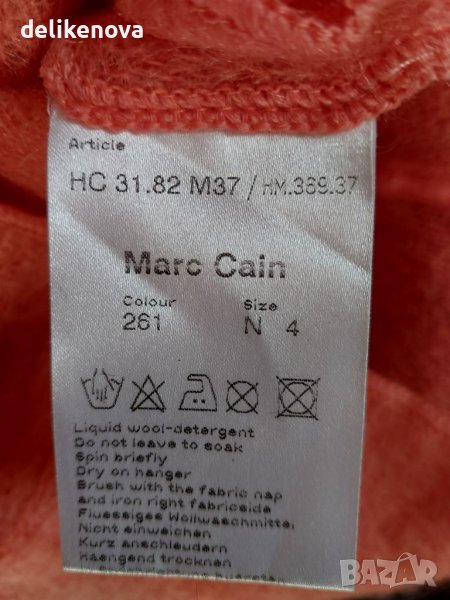 delikenova
Article
HC 31.82 M37 / HM.389.37
Marc Cain
Colour Size
261 N 4
Liquid wool-detergent
Do not leave to soak
Spin briefly
Dry on hanger
Brush with the fabric nap
and iron right fabricside
Fluessiges Wollwaschmittel
Nicht einweichen
Kurz anschleudern
Haengend trocknen
BAZAR